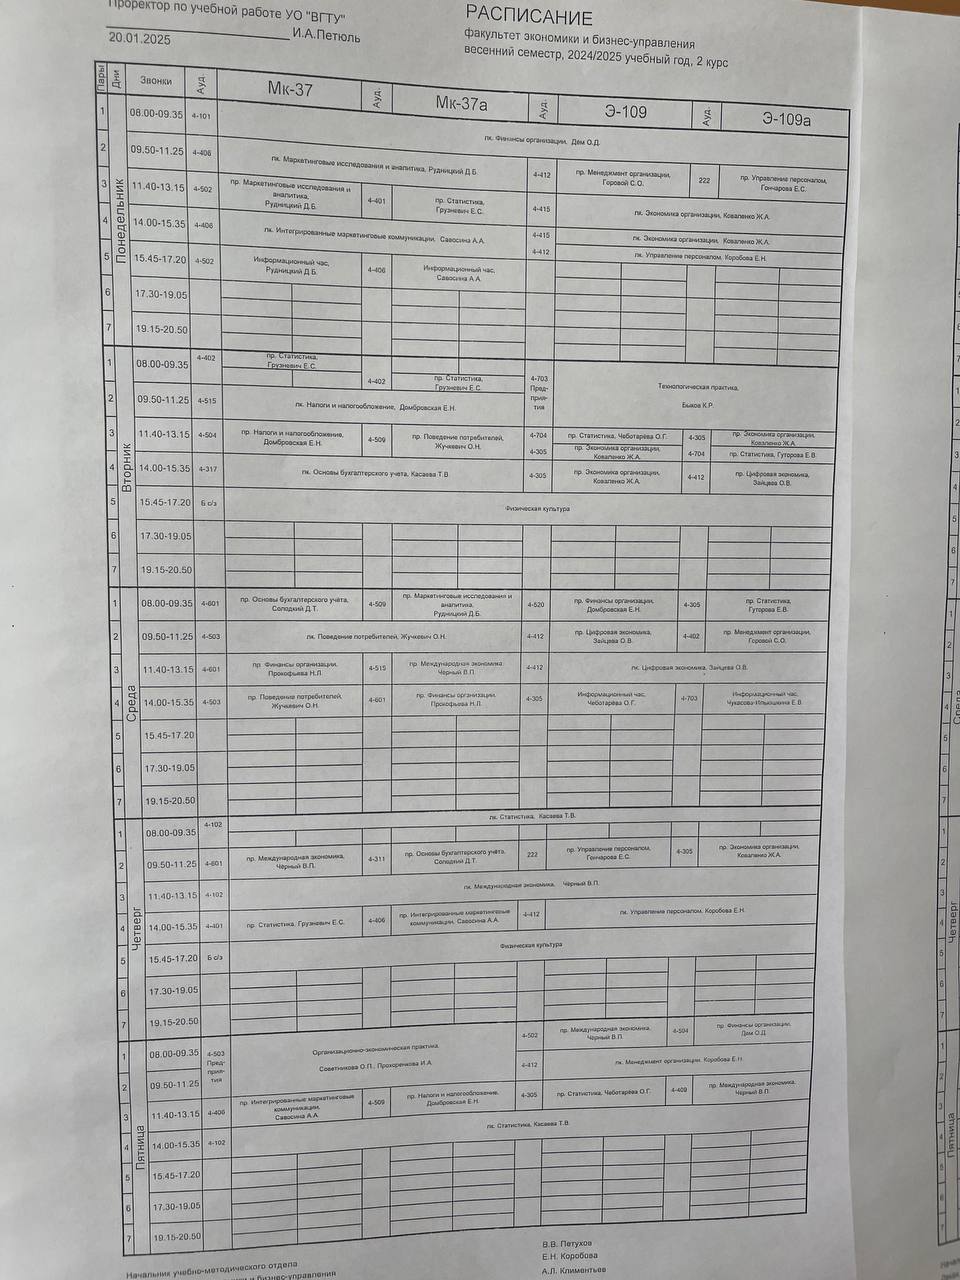 Проректор по учебной работе УО "ВГТУ"
И.А.Петюль
20.01.2025
РАСПИСАНИЕ
факультет экономики и бизнес-управления
весенний семестр, 2024/2025 учебный год, 2 курс
Пары Дни Звонки Ауд. Мк-37 Ауд. Мк-37а Ауд. Э-109 Ауд. Э-109а
Понедельник
1 08.00-09.35 4-101 лк. Финансы организации, Дем О.Д.
2 09.50-11.25 4-406 лк. Маркетинговые исследования и аналитика, Рудницкий Д.Б. 4-412 пр. Менеджмент организации, Горовой С.О. 222 пр. Управление персоналом, Гончарова Е.С.
3 11.40-13.15 4-502 пр. Маркетинговые исследования и аналитика, Рудницкий Д.Б. 4-401 пр. Статистика, Грузневич Е.С. 4-415 лк. Экономика организации, Коваленко Ж.А.
4 14.00-15.35 4-406 лк. Интегрированные маркетинговые коммуникации, Савосина А.А. 4-415 лк. Экономика организации, Коваленко Ж.А.
4-412 лк. Управление персоналом, Коробова Е.Н.
5 15.45-17.20 4-502 Информационный час, Рудницкий Д.Б. 4-406 Информационный час, Савосина А.А.
6 17.30-19.05
7 19.15-20.50
Вторник
1 08.00-09.35 4-402 пр. Статистика, Грузневич Е.С. 4-402 пр. Статистика, Грузневич Е.С. 4-703 Пред-прия-тия Технологическая практика, Быков К.Р.
2 09.50-11.25 4-515 лк. Налоги и налогообложение, Домбровская Е.Н.
3 11.40-13.15 4-504 пр. Налоги и налогообложение, Домбровская Е.Н. 4-509 пр. Поведение потребителей, Жучкевич О.Н. 4-704 пр. Статистика, Чеботарёва О.Г. 4-305 пр. Экономика организации, Коваленко Ж.А.
4-305 пр. Экономика организации, Коваленко Ж.А. 4-704 пр. Статистика, Гуторова Е.В.
4 14.00-15.35 4-317 лк. Основы бухгалтерского учета, Касаева Т.В. 4-305 пр. Экономика организации, Коваленко Ж.А. 4-412 пр. Цифровая экономика, Зайцева О.В.
5 15.45-17.20 Б с/з Физическая культура
6 17.30-19.05
7 19.15-20.50
Среда
1 08.00-09.35 4-601 пр. Основы бухгалтерского учёта, Солодкий Д.Т. 4-509 пр. Маркетинговые исследования и аналитика, Рудницкий Д.Б. 4-520 пр. Финансы организации, Домбровская Е.Н. 4-305 пр. Статистика, Гуторова Е.В.
2 09.50-11.25 4-503 лк. Поведение потребителей, Жучкевич О.Н. 4-412 пр. Цифровая экономика, Зайцева О.В. 4-402 пр. Менеджмент организации, Горовой С.О.
3 11.40-13.15 4-601 пр. Финансы организации, Прокофьева Н.Л. 4-515 пр. Международная экономика Чёрный В.П. 4-412 лк. Цифровая экономика, Зайцева О.В.
4 14.00-15.35 4-503 пр. Поведение потребителей, Жучкевич О.Н. 4-601 пр. Финансы организации, Прокофьева Н.Л. 4-305 Информационный час, Чеботарёва О.Г. 4-703 Информационный час, Чукасова-Ильюшкина Е.В.
5 15.45-17.20
6 17.30-19.05
7 19.15-20.50
Четверг
1 08.00-09.35 4-102 лк. Статистика, Касаева Т.В.
2 09.50-11.25 4-601 пр. Международная экономика, Чёрный В.П. 4-311 пр. Основы бухгалтерского учёта, Солодкий Д.Т. 222 пр. Управление персоналом, Гончарова Е.С. 4-305 пр. Экономика организации, Коваленко Ж.А.
3 11.40-13.15 4-102 лк. Международная экономика, Чёрный В.П.
4 14.00-15.35 4-401 пр. Статистика, Грузневич Е.С. 4-406 пр. Интегрированные маркетинговые коммуникации, Савосина А.А. 4-412 лк. Управление персоналом, Коробова Е.Н.
5 15.45-17.20 Б с/з Физическая культура
6 17.30-19.05
7 19.15-20.50
Пятница
1 08.00-09.35 4-503 Пред-прия-тия Организационно-экономическая практика, Советникова О.П., Прохоренкова И.А. 4-502 пр. Международная экономика, Чёрный В.П. 4-504 пр. Финансы организации, Дем О.Д.
2 09.50-11.25 4-412 лк. Менеджмент организации, Коробова Е.Н.
3 11.40-13.15 4-406 пр. Интегрированные маркетинговые коммуникации, Савосина А.А. 4-509 пр. Налоги и налогообложение, Домбровская Е.Н. 4-305 пр. Статистика, Чеботарёва О.Г. 4-409 пр. Международная экономика, Чёрный В.П.
4 14.00-15.35 4-102 лк. Статистика, Касаева Т.В.
5 15.45-17.20
6 17.30-19.05
7 19.15-20.50
Начальник учебно-методического отдела
и бизнес-управления
В.В. Петухов
Е.Н. Коробова
А.Л. Климентьев